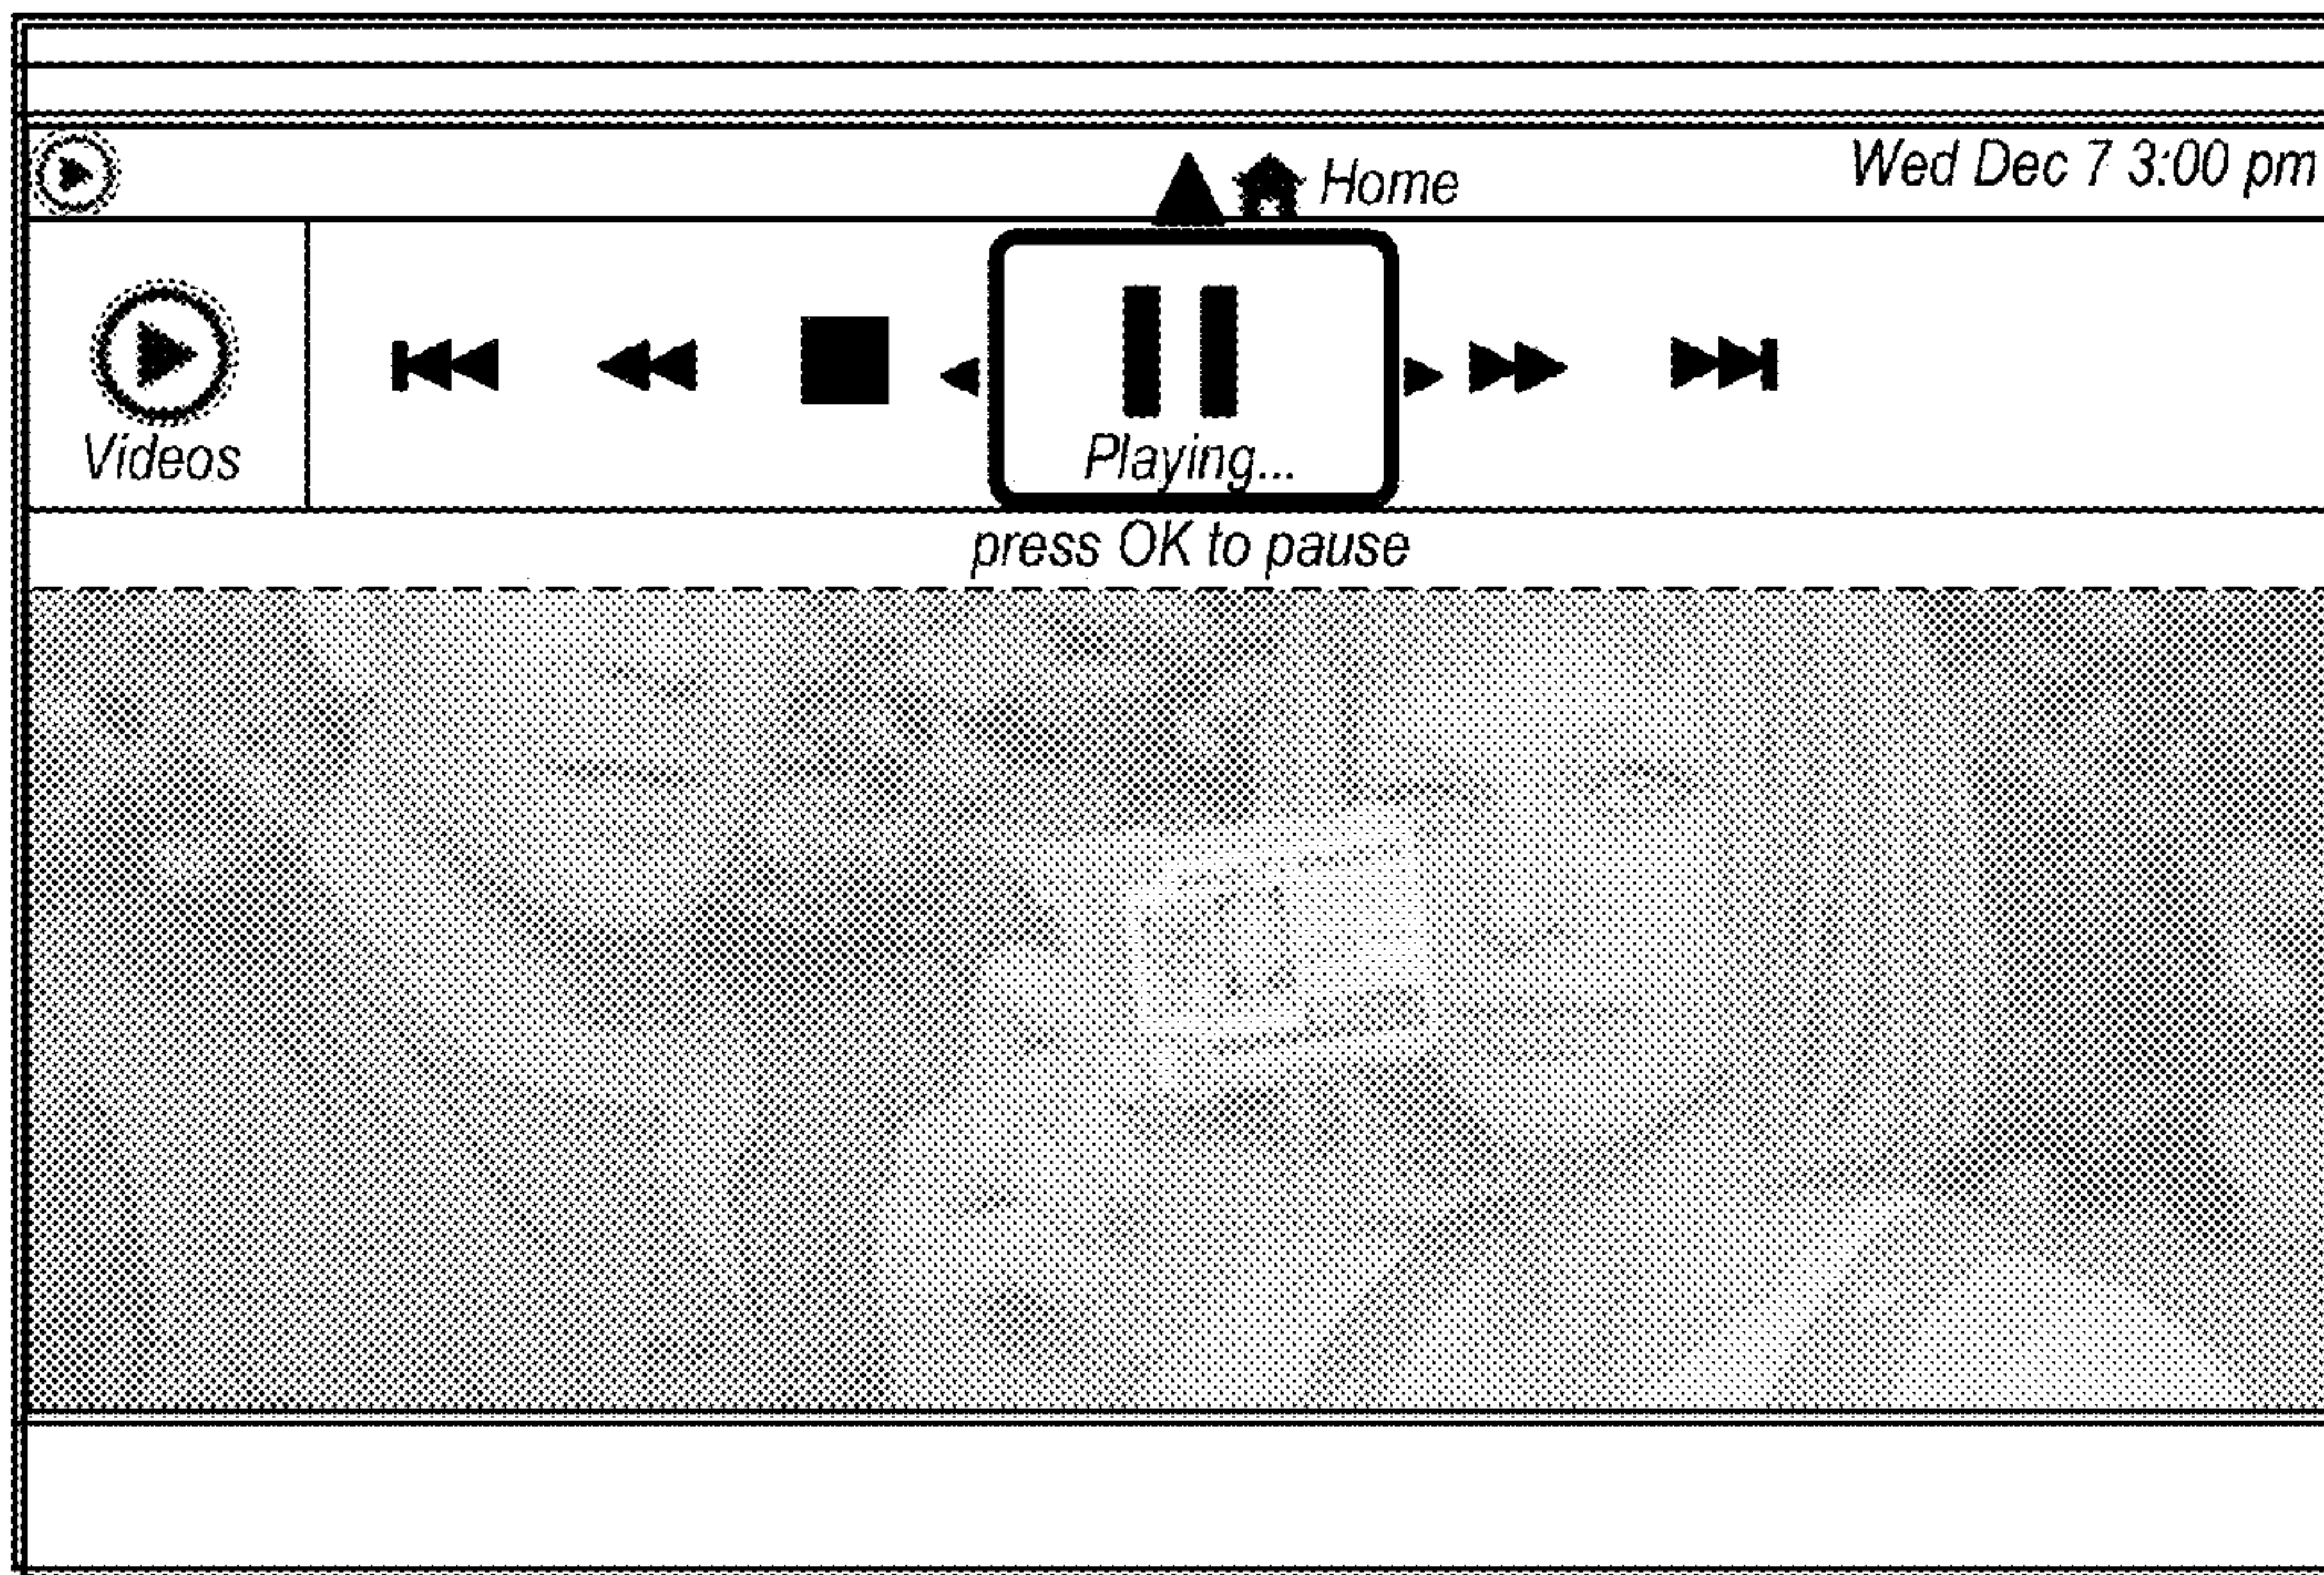 Home
Wed Dec 7 3:00 pm
Videos
Playing...
press OK to pause